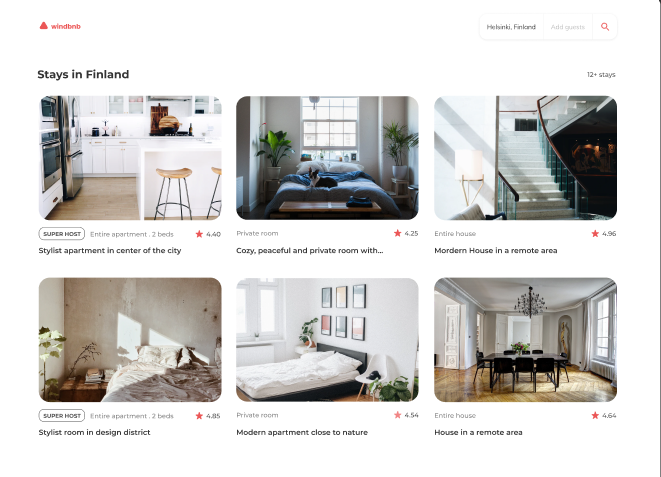 windbnb
Helsinki, Finland
Add guests
Stays in Finland
12+ stays
SUPER HOST Entire apartment . 2 beds 4.40
Stylist apartment in center of the city
Private room 4.25
Cozy, peaceful and private room with...
Entire house 4.96
Mordern House in a remote area
SUPER HOST Entire apartment . 2 beds 4.85
Stylist room in design district
Private room 4.54
Modern apartment close to nature
Entire house 4.64
House in a remote area